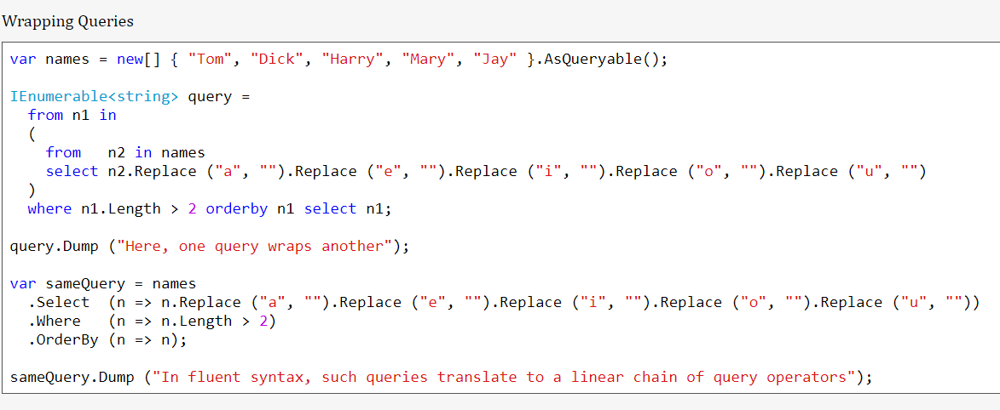 Wrapping Queries
var names = new[] { "Tom", "Dick", "Harry", "Mary", "Jay" }.AsQueryable();
IEnumerable<string> query =
from n1 in
(
from   n2 in names
select n2.Replace ("a", "").Replace ("e", "").Replace ("i", "").Replace ("o", "").Replace ("u", "")
)
where n1.Length > 2 orderby n1 select n1;
query.Dump ("Here, one query wraps another");
var sameQuery = names
.Select  (n => n.Replace ("a", "").Replace ("e", "").Replace ("i", "").Replace ("o", "").Replace ("u", ""))
.Where   (n => n.Length > 2)
.OrderBy (n => n);
sameQuery.Dump ("In fluent syntax, such queries translate to a linear chain of query operators");